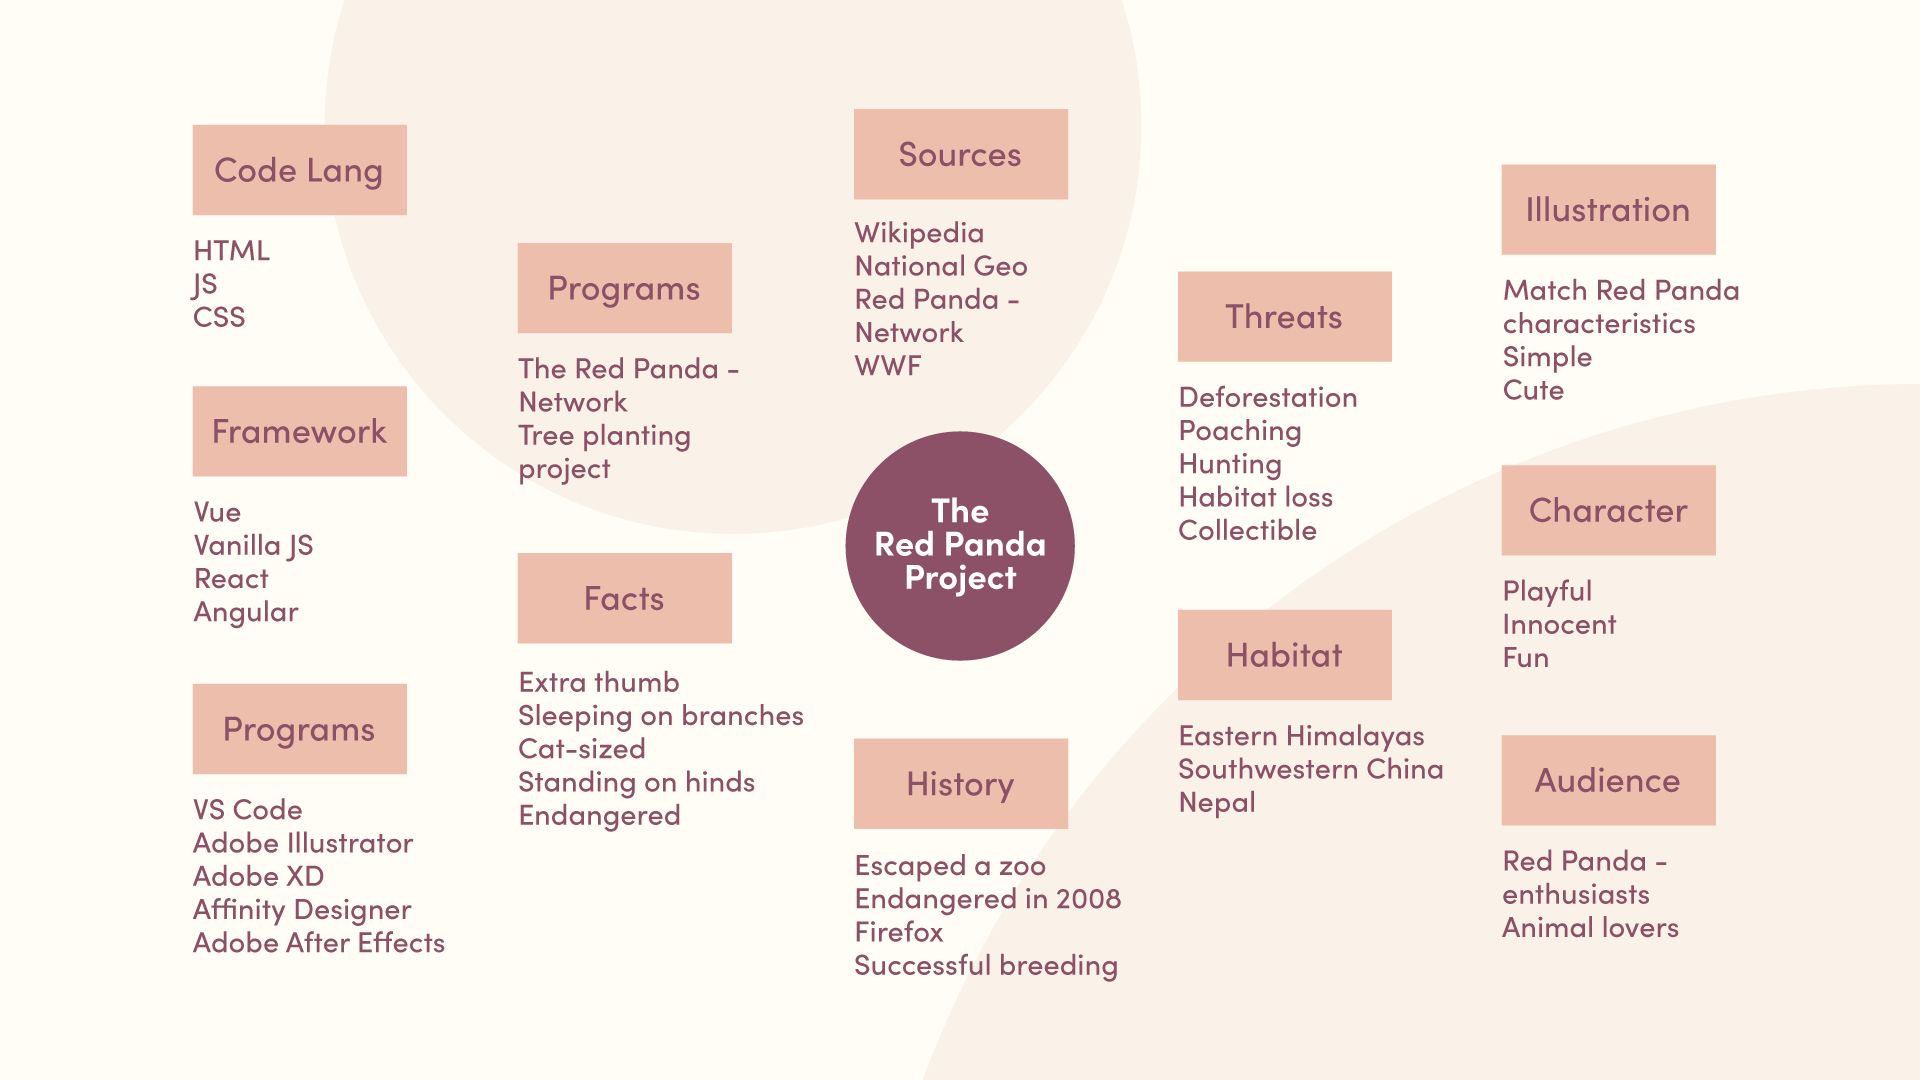 Code Lang
HTML
JS
CSS
Framework
Vue
Vanilla JS
React
Angular
Programs
VS Code
Adobe Illustrator
Adobe XD
Affinity Designer
Adobe After Effects
Programs
The Red Panda -
Network
Tree planting
project
Facts
Extra thumb
Sleeping on branches
Cat-sized
Standing on hinds
Endangered
Sources
Wikipedia
National Geo
Red Panda -
Network
WWF
The
Red Panda
Project
History
Escaped a zoo
Endangered in 2008
Firefox
Successful breeding
Threats
Deforestation
Poaching
Hunting
Habitat loss
Collectible
Habitat
Eastern Himalayas
Southwestern China
Nepal
Illustration
Match Red Panda
characteristics
Simple
Cute
Character
Playful
Innocent
Fun
Audience
Red Panda -
enthusiasts
Animal lovers